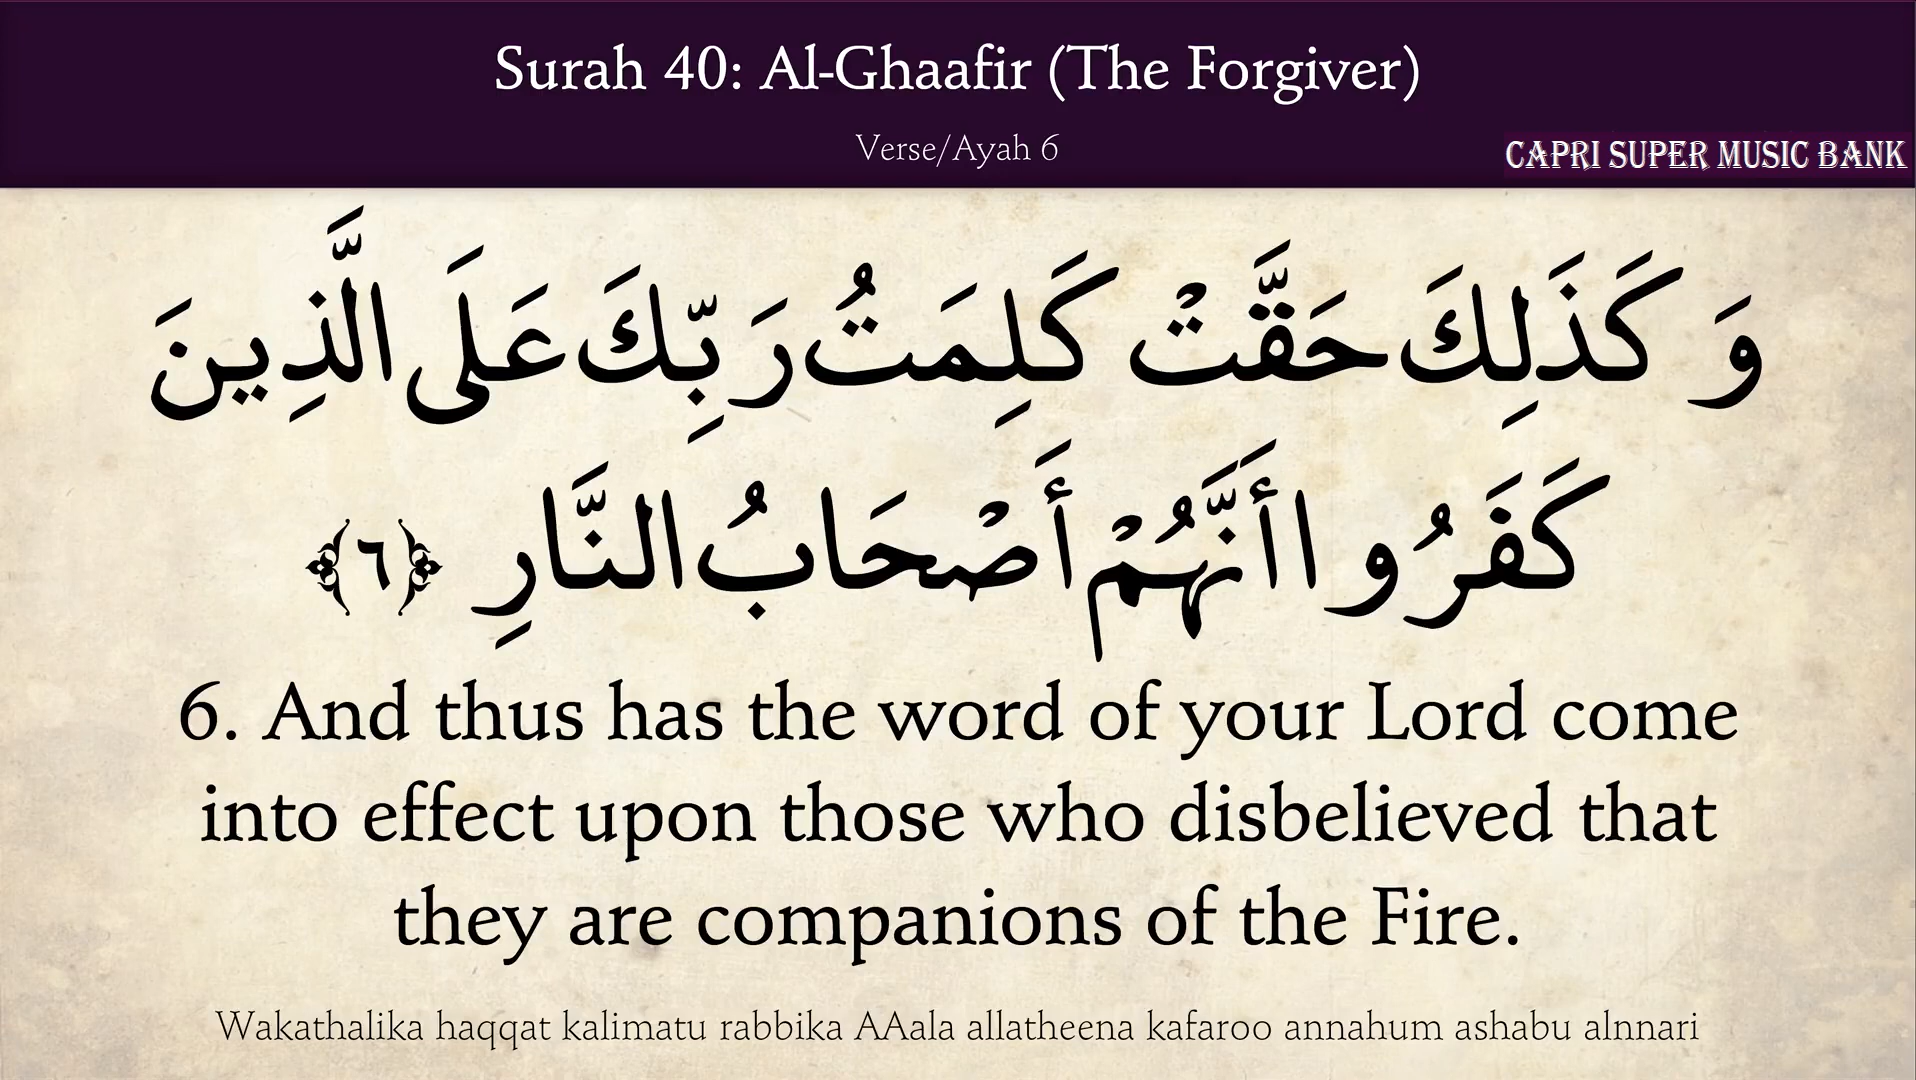 Surah 40: Al-Ghaafir (The Forgiver)
Verse/Ayah 6
CAPRI SUPER MUSIC BANK
وَكَذَلِكَ حَقَّتْ كَلِمَتُ رَبِّكَ عَلَى الَّذِينَ
كَفَرُوا أَنَّهُمْ أَصْحَابُ النَّارِ ﴿٦﴾
6. And thus has the word of your Lord come
into effect upon those who disbelieved that
they are companions of the Fire.
Wakathalika haqqat kalimatu rabbika AAala allatheena kafaroo annahum ashabu alnnari